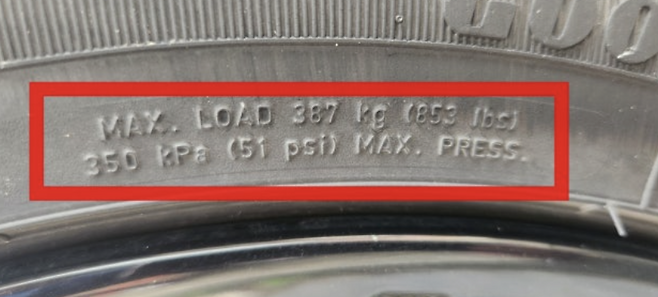 MAX. LOAD 387 kg (853 lbs)
350 kPa (51 psi) MAX. PRESS.